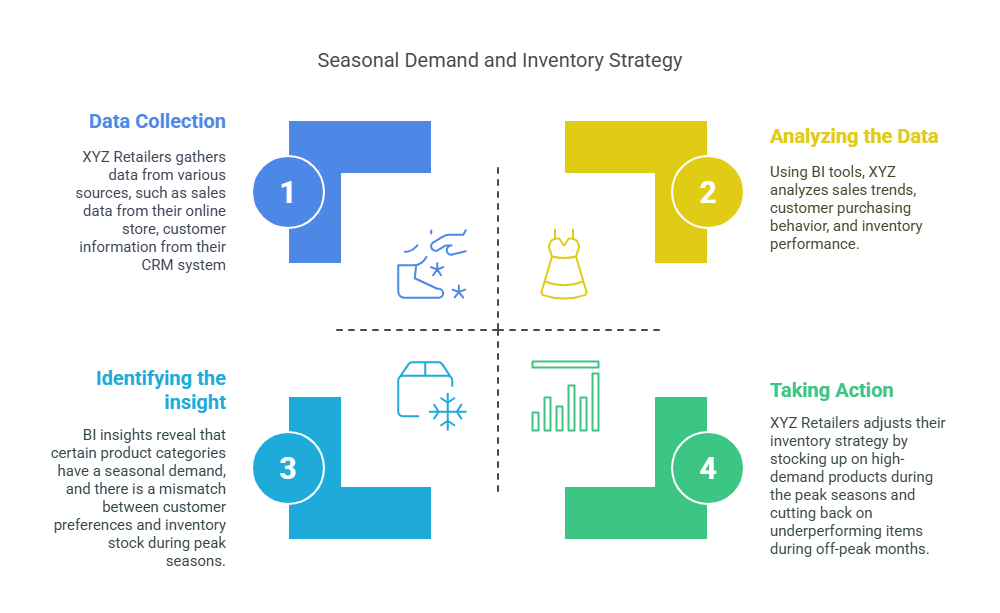 Seasonal Demand and Inventory Strategy
Data Collection
XYZ Retailers gathers
data from various
sources, such as sales
data from their online
store, customer
information from their
CRM system
1
2
Analyzing the Data
Using BI tools, XYZ
analyzes sales trends,
customer purchasing
behavior, and inventory
performance.
Identifying the
insight
BI insights reveal that
certain product categories
have a seasonal demand,
and there is a mismatch
between customer
preferences and inventory
stock during peak
seasons.
3
4
Taking Action
XYZ Retailers adjusts their
inventory strategy by
stocking up on high-
demand products during
the peak seasons and
cutting back on
underperforming items
during off-peak months.